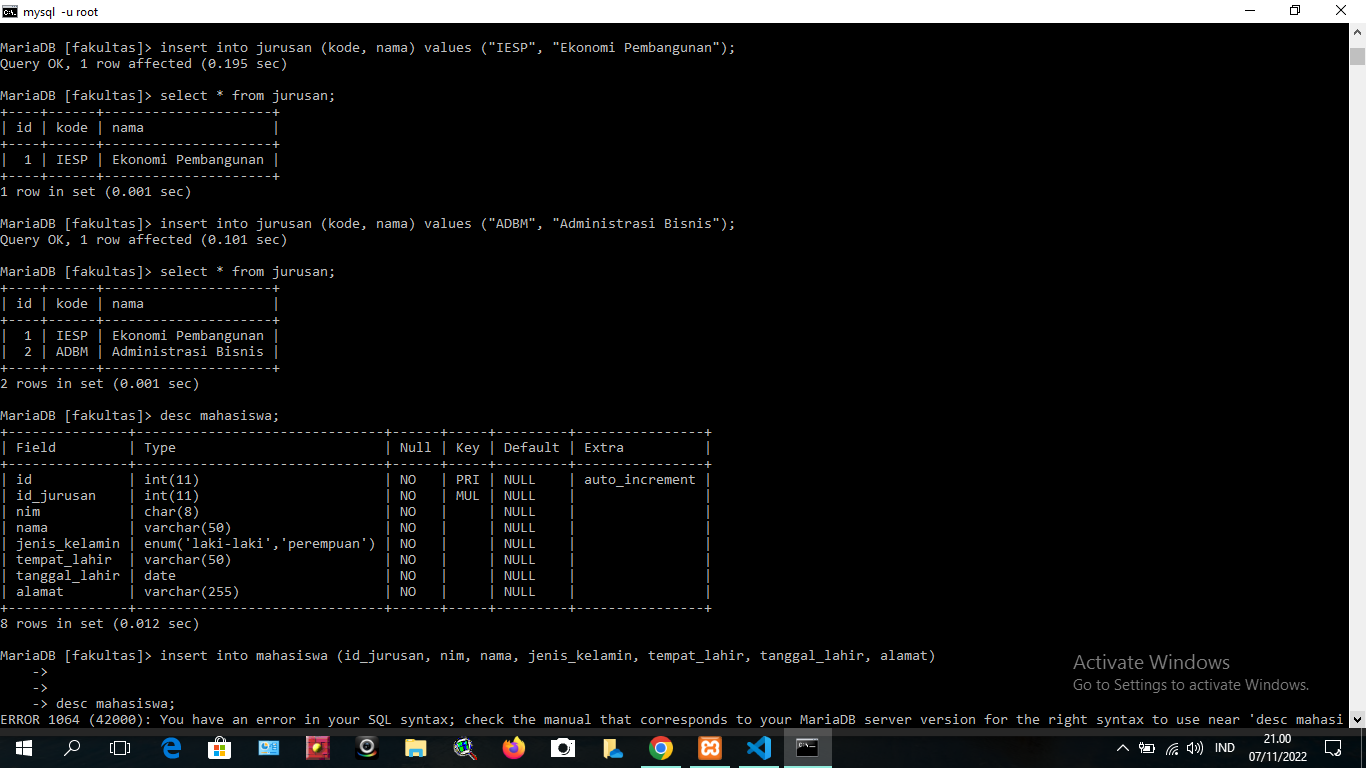 mysql  -u root
MariaDB [fakultas]> insert into jurusan (kode, nama) values ("IESP", "Ekonomi Pembangunan");
Query OK, 1 row affected (0.195 sec)
MariaDB [fakultas]> select * from jurusan;
+----+------+---------------------+
| id | kode | nama                |
+----+------+---------------------+
|  1 | IESP | Ekonomi Pembangunan |
+----+------+---------------------+
1 row in set (0.001 sec)
MariaDB [fakultas]> insert into jurusan (kode, nama) values ("ADBM", "Administrasi Bisnis");
Query OK, 1 row affected (0.101 sec)
MariaDB [fakultas]> select * from jurusan;
+----+------+---------------------+
| id | kode | nama                |
+----+------+---------------------+
|  1 | IESP | Ekonomi Pembangunan |
|  2 | ADBM | Administrasi Bisnis |
+----+------+---------------------+
2 rows in set (0.001 sec)
MariaDB [fakultas]> desc mahasiswa;
+---------------+-------------------------------+------+-----+---------+----------------+
| Field         | Type                          | Null | Key | Default | Extra          |
+---------------+-------------------------------+------+-----+---------+----------------+
| id            | int(11)                       | NO   | PRI | NULL    | auto_increment |
| id_jurusan    | int(11)                       | NO   | MUL | NULL    |                |
| nim           | char(8)                       | NO   |     | NULL    |                |
| nama          | varchar(50)                   | NO   |     | NULL    |                |
| jenis_kelamin | enum('laki-laki','perempuan') | NO   |     | NULL    |                |
| tempat_lahir  | varchar(50)                   | NO   |     | NULL    |                |
| tanggal_lahir | date                          | NO   |     | NULL    |                |
| alamat        | varchar(255)                  | NO   |     | NULL    |                |
+---------------+-------------------------------+------+-----+---------+----------------+
8 rows in set (0.012 sec)
MariaDB [fakultas]> insert into mahasiswa (id_jurusan, nim, nama, jenis_kelamin, tempat_lahir, tanggal_lahir, alamat)
    ->
    ->
    -> desc mahasiswa;
ERROR 1064 (42000): You have an error in your SQL syntax; check the manual that corresponds to your MariaDB server version for the right syntax to use near 'desc mahasi
Activate Windows
Go to Settings to activate Windows.
IND
21.00
07/11/2022